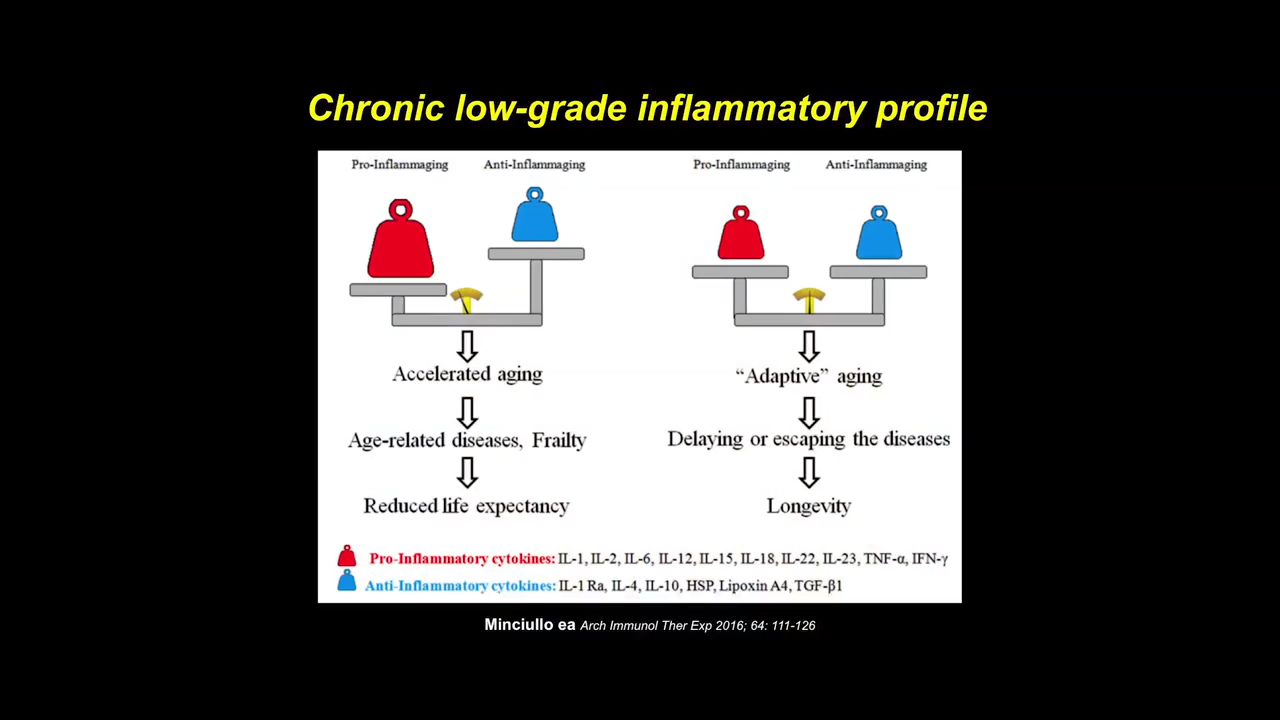 Chronic low-grade inflammatory profile
Pro-Inflammaging
Anti-Inflammaging
Pro-Inflammaging
Anti-Inflammaging
Accelerated aging
Age-related diseases, Frailty
Reduced life expectancy
“Adaptive” aging
Delaying or escaping the diseases
Longevity
Pro-Inflammatory cytokines: IL-1, IL-2, IL-6, IL-12, IL-15, IL-18, IL-22, IL-23, TNF-α, IFN-γ
Anti-Inflammatory cytokines: IL-1 Ra, IL-4, IL-10, HSP, Lipoxin A4, TGF-β1
Minciullo ea Arch Immunol Ther Exp 2016; 64: 111-126